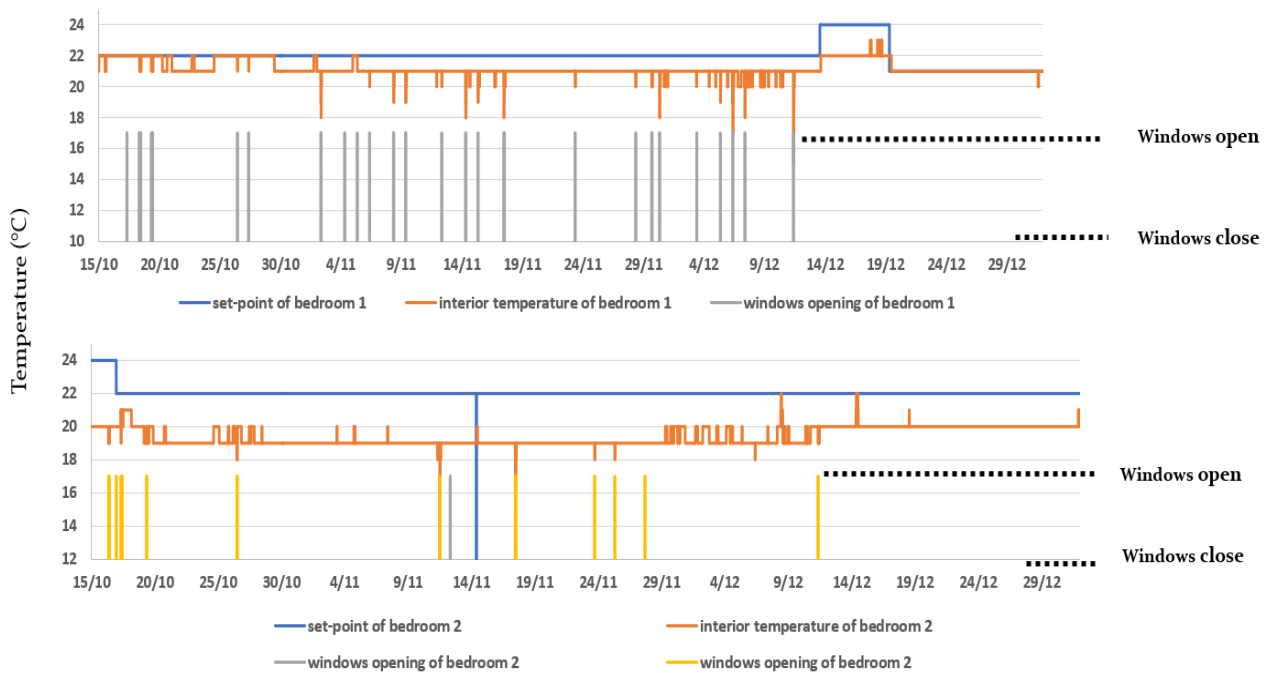 24
22
20
18
16
14
12
10
15/10 20/10 25/10 30/10 4/11 9/11 14/11 19/11 24/11 29/11 4/12 9/12 14/12 19/12 24/12 29/12
Windows open
Windows close
set-point of bedroom 1 interior temperature of bedroom 1 windows opening of bedroom 1
Temperature (°C)
24
22
20
18
16
14
12
15/10 20/10 25/10 30/10 4/11 9/11 14/11 19/11 24/11 29/11 4/12 9/12 14/12 19/12 24/12 29/12
Windows open
Windows close
set-point of bedroom 2 interior temperature of bedroom 2
windows opening of bedroom 2 windows opening of bedroom 2